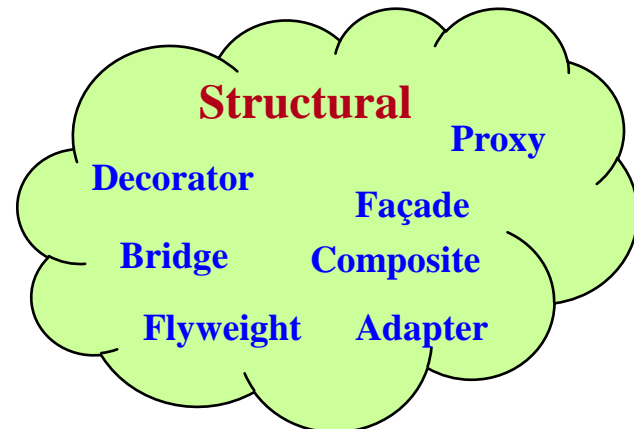 Structural
Proxy
Decorator
Façade
Bridge
Composite
Flyweight
Adapter